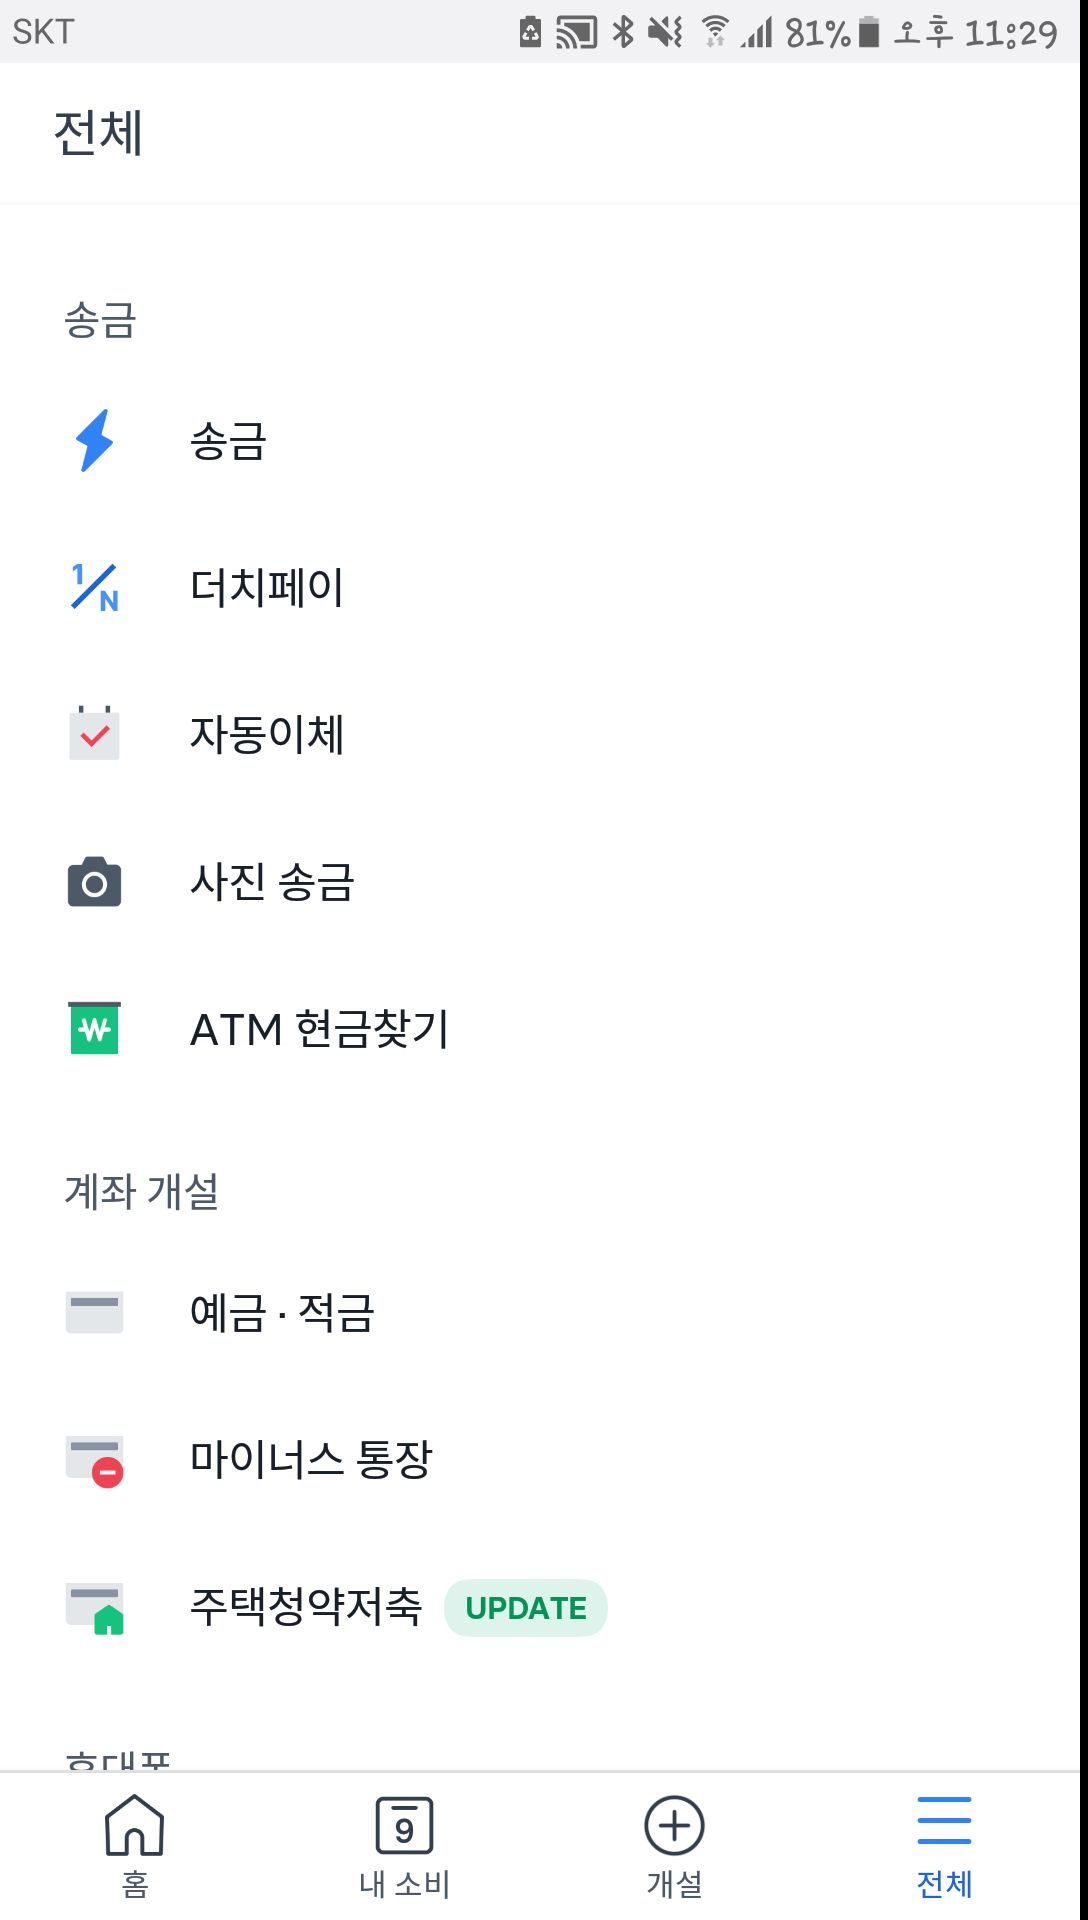 SKT 81% 오후 11:29
전체
송금
송금
1/N 더치페이
자동이체
사진 송금
₩ ATM 현금찾기
계좌 개설
예금 · 적금
마이너스 통장
주택청약저축 UPDATE
휴대폰
9
홈 내 소비 개설 전체